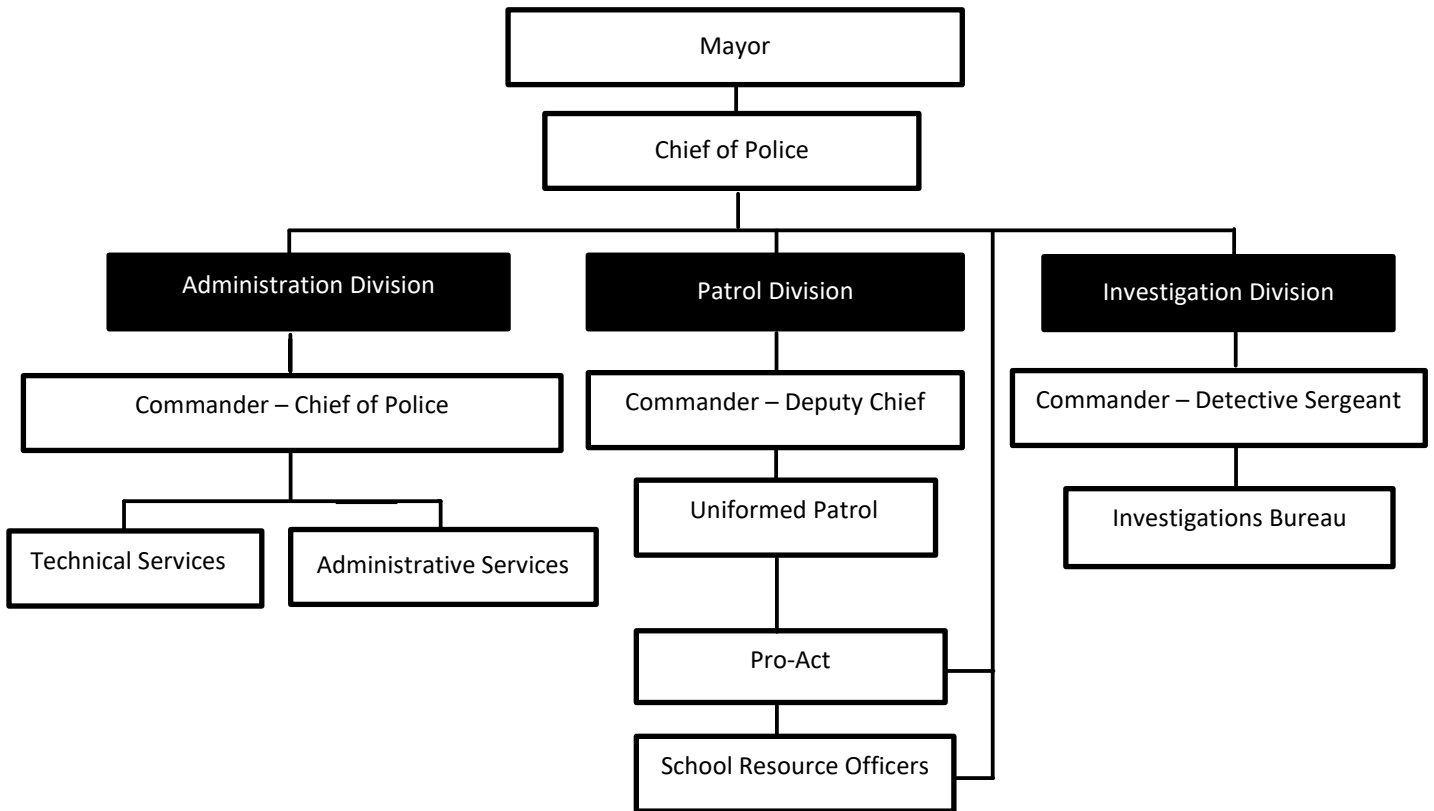 Mayor
Chief of Police
Administration Division
Patrol Division
Investigation Division
Commander – Chief of Police
Commander – Deputy Chief
Commander – Detective Sergeant
Uniformed Patrol
Investigations Bureau
Technical Services
Administrative Services
Pro-Act
School Resource Officers